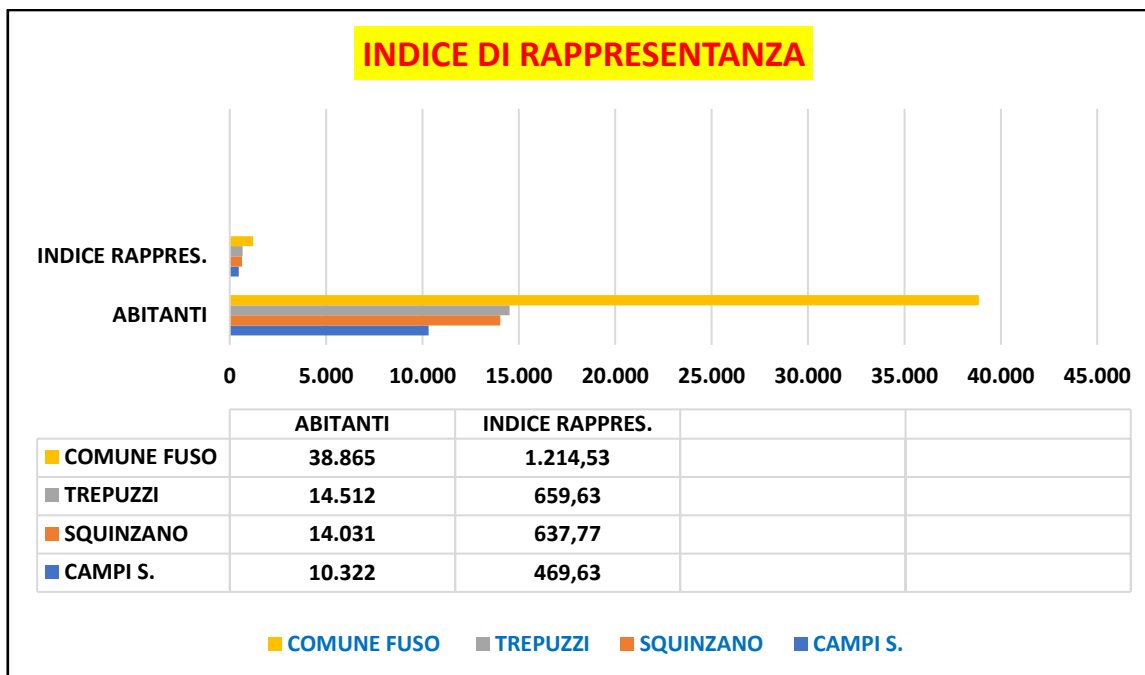 INDICE DI RAPPRESENTANZA
INDICE RAPPRES.
ABITANTI
0 5.000 10.000 15.000 20.000 25.000 30.000 35.000 40.000 45.000
ABITANTI INDICE RAPPRES.
COMUNE FUSO 38.865 1.214,53
TREPUZZI 14.512 659,63
SQUINZANO 14.031 637,77
CAMPI S. 10.322 469,63
COMUNE FUSO TREPUZZI SQUINZANO CAMPI S.